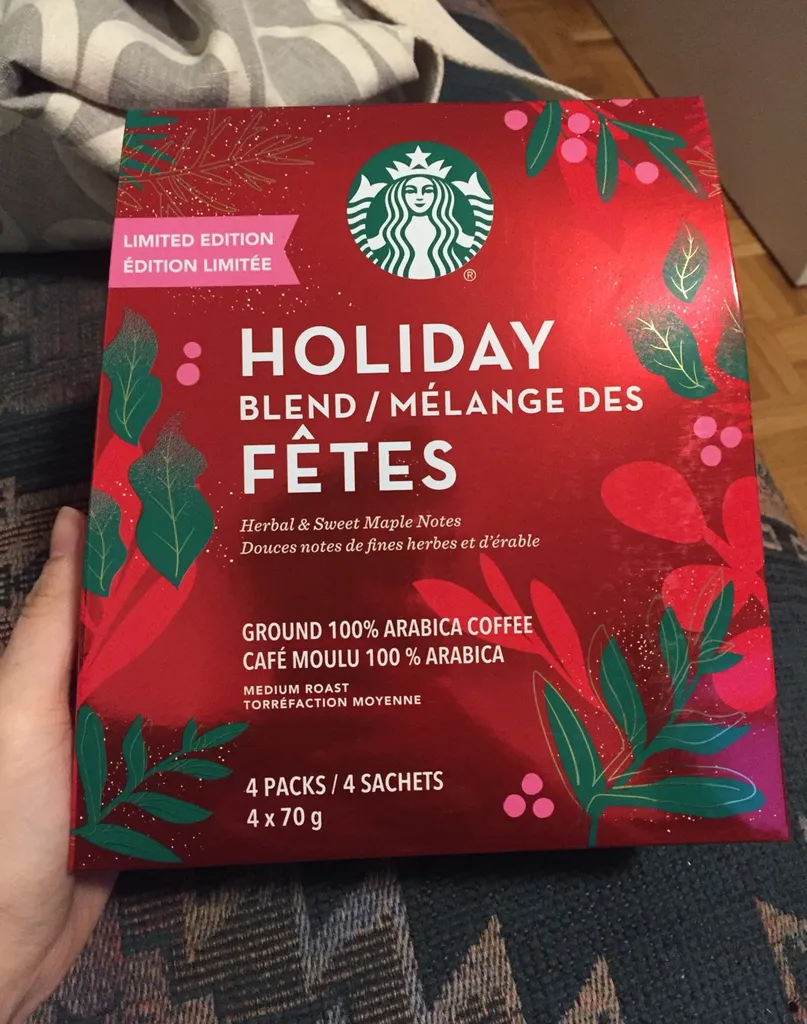 LIMITED EDITION
ÉDITION LIMITÉE
®
HOLIDAY
BLEND / MÉLANGE DES
FÊTES
Herbal & Sweet Maple Notes
Douces notes de fines herbes et d'érable
GROUND 100% ARABICA COFFEE
CAFÉ MOULU 100 % ARABICA
MEDIUM ROAST
TORRÉFACTION MOYENNE
4 PACKS / 4 SACHETS
4 x 70 g